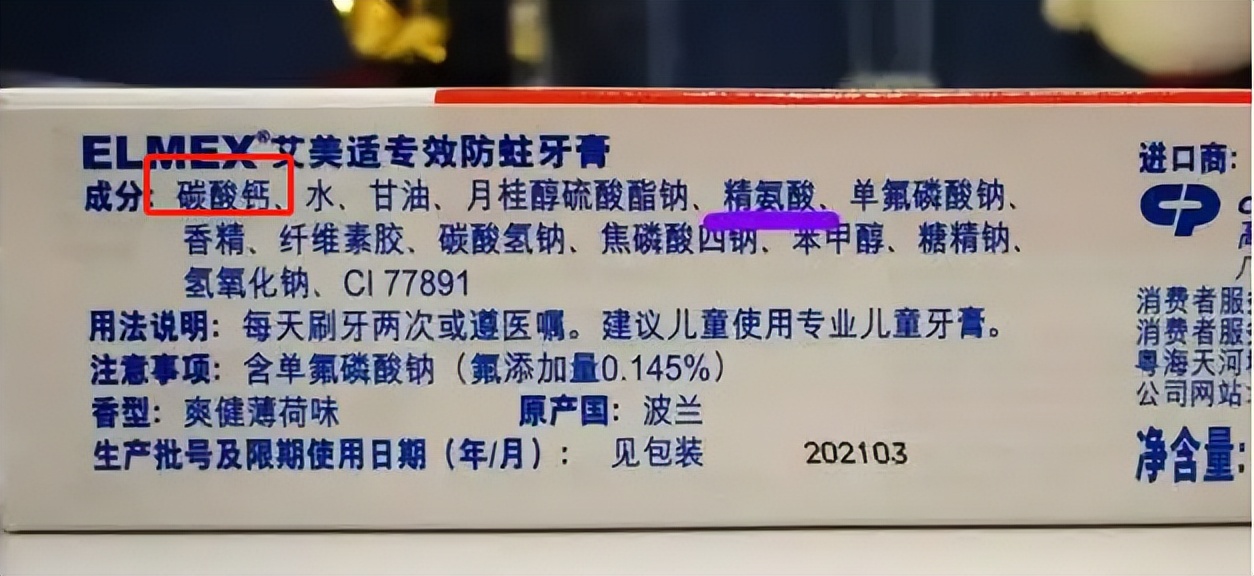 ELMEX®艾美适专效防蛀牙膏
成分：碳酸钙、水、甘油、月桂醇硫酸酯钠、精氨酸、单氟磷酸钠、
香精、纤维素胶、碳酸氢钠、焦磷酸四钠、苯甲醇、糖精钠、
氢氧化钠、CI 77891
用法说明：每天刷牙两次或遵医嘱。建议儿童使用专业儿童牙膏。
注意事项：含单氟磷酸钠（氟添加量0.145%）
香型：爽健薄荷味 原产国：波兰
生产批号及限期使用日期（年/月）：见包装 202103
进口商：
CP
消费者服
消费者服
粤海天河
公司网站
净含量：